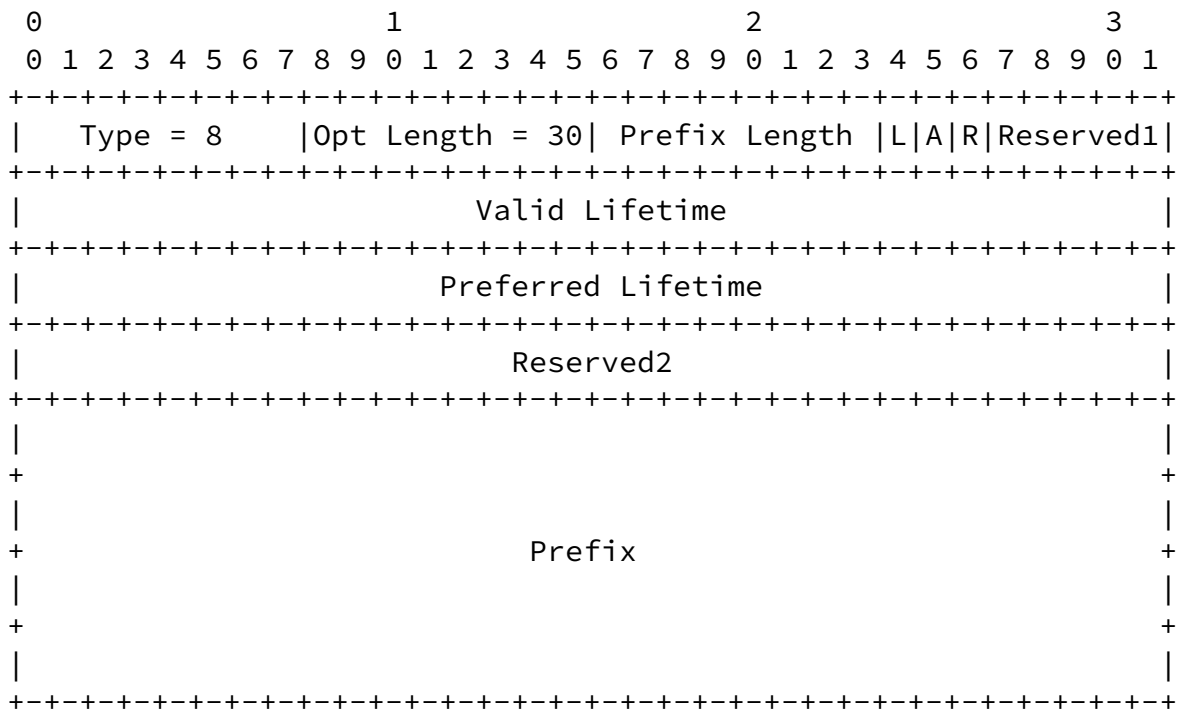 0                   1                   2                   3
 0 1 2 3 4 5 6 7 8 9 0 1 2 3 4 5 6 7 8 9 0 1 2 3 4 5 6 7 8 9 0 1
+-+-+-+-+-+-+-+-+-+-+-+-+-+-+-+-+-+-+-+-+-+-+-+-+-+-+-+-+-+-+-+-+
|   Type = 8    |Opt Length = 30| Prefix Length |L|A|R|Reserved1|
+-+-+-+-+-+-+-+-+-+-+-+-+-+-+-+-+-+-+-+-+-+-+-+-+-+-+-+-+-+-+-+-+
|                         Valid Lifetime                        |
+-+-+-+-+-+-+-+-+-+-+-+-+-+-+-+-+-+-+-+-+-+-+-+-+-+-+-+-+-+-+-+-+
|                       Preferred Lifetime                      |
+-+-+-+-+-+-+-+-+-+-+-+-+-+-+-+-+-+-+-+-+-+-+-+-+-+-+-+-+-+-+-+-+
|                           Reserved2                           |
+-+-+-+-+-+-+-+-+-+-+-+-+-+-+-+-+-+-+-+-+-+-+-+-+-+-+-+-+-+-+-+-+
|                                                               |
+                                                               +
|                                                               |
+                            Prefix                             +
|                                                               |
+                                                               +
|                                                               |
+-+-+-+-+-+-+-+-+-+-+-+-+-+-+-+-+-+-+-+-+-+-+-+-+-+-+-+-+-+-+-+-+